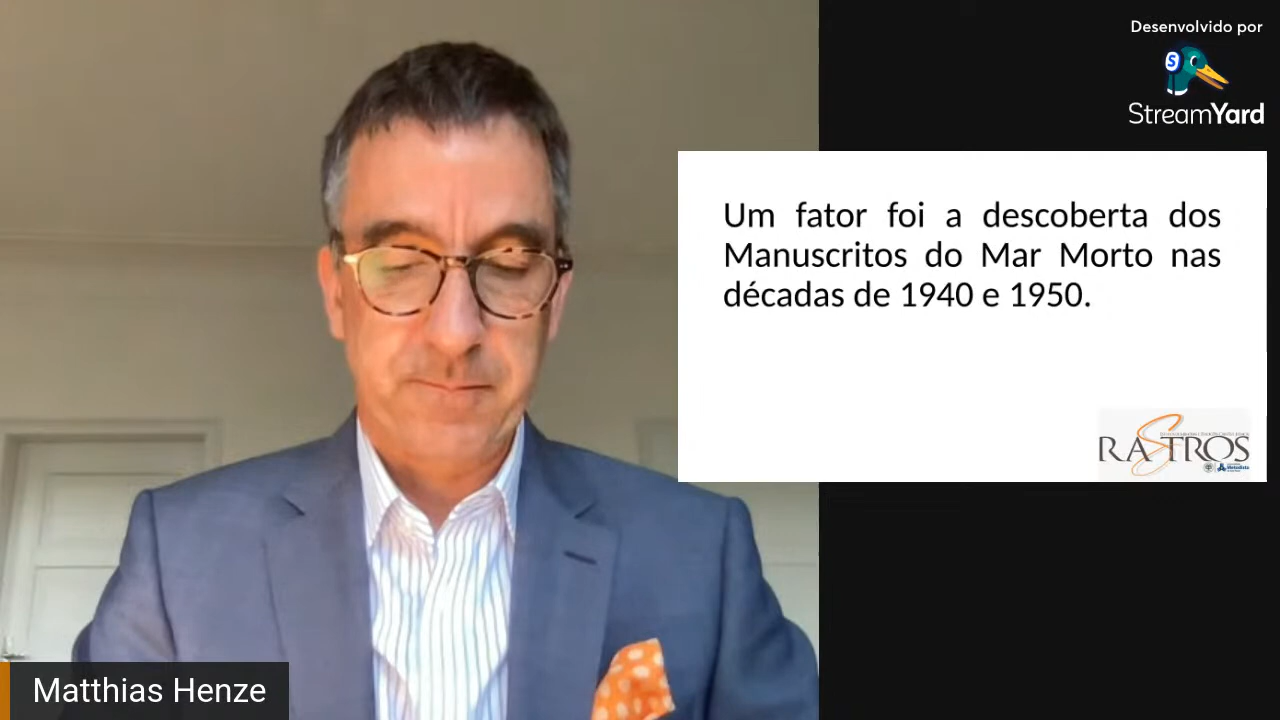 Desenvolvido por
StreamYard
Um fator foi a descoberta dos
Manuscritos do Mar Morto nas
décadas de 1940 e 1950.
RASTROS
Metodista
Matthias Henze